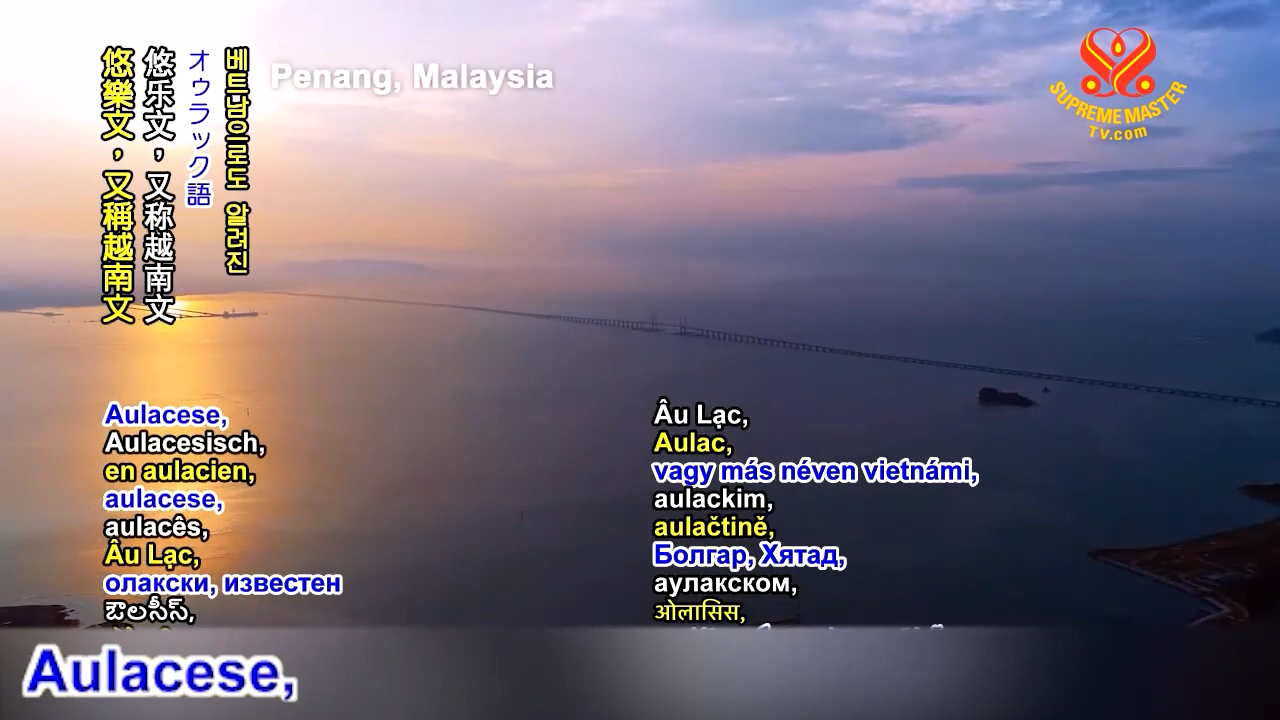 베트남으로도 알려진
オゥラック語
悠乐文，又称越南文
悠樂文，又稱越南文
Penang, Malaysia
SUPREME MASTER
TV.com
Aulacese,
Aulacesisch,
en aulacien,
aulacese,
aulacês,
Âu Lạc,
олакски, известен
ఔలసీస్,
Âu Lạc,
Aulac,
vagy más néven vietnámi,
aulackim,
aulačtině,
Болгар, Хятад,
аулакском,
ओलासिस,
Aulacese,